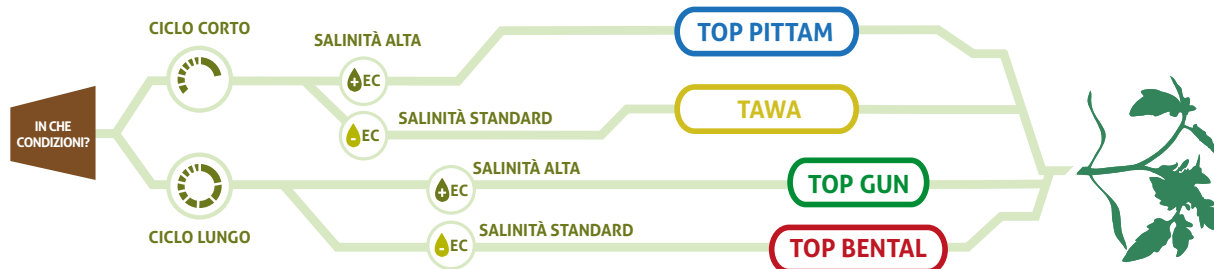 IN CHE
CONDIZIONI?
CICLO CORTO
SALINITÀ ALTA
+EC
TOP PITTAM
SALINITÀ STANDARD
-EC
TAWA
CICLO LUNGO
SALINITÀ ALTA
+EC
TOP GUN
SALINITÀ STANDARD
-EC
TOP BENTAL